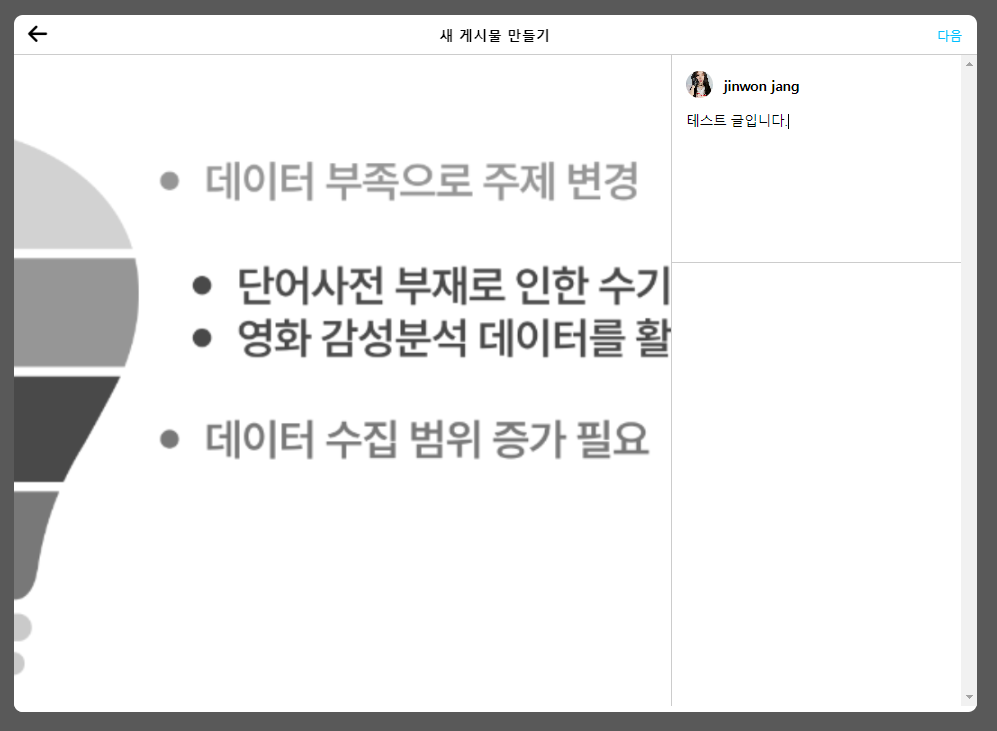 새 게시물 만들기
다음
데이터 부족으로 주제 변경
단어사전 부재로 인한 수기
영화 감성분석 데이터를 활
데이터 수집 범위 증가 필요
jinwon jang
테스트 글입니다.